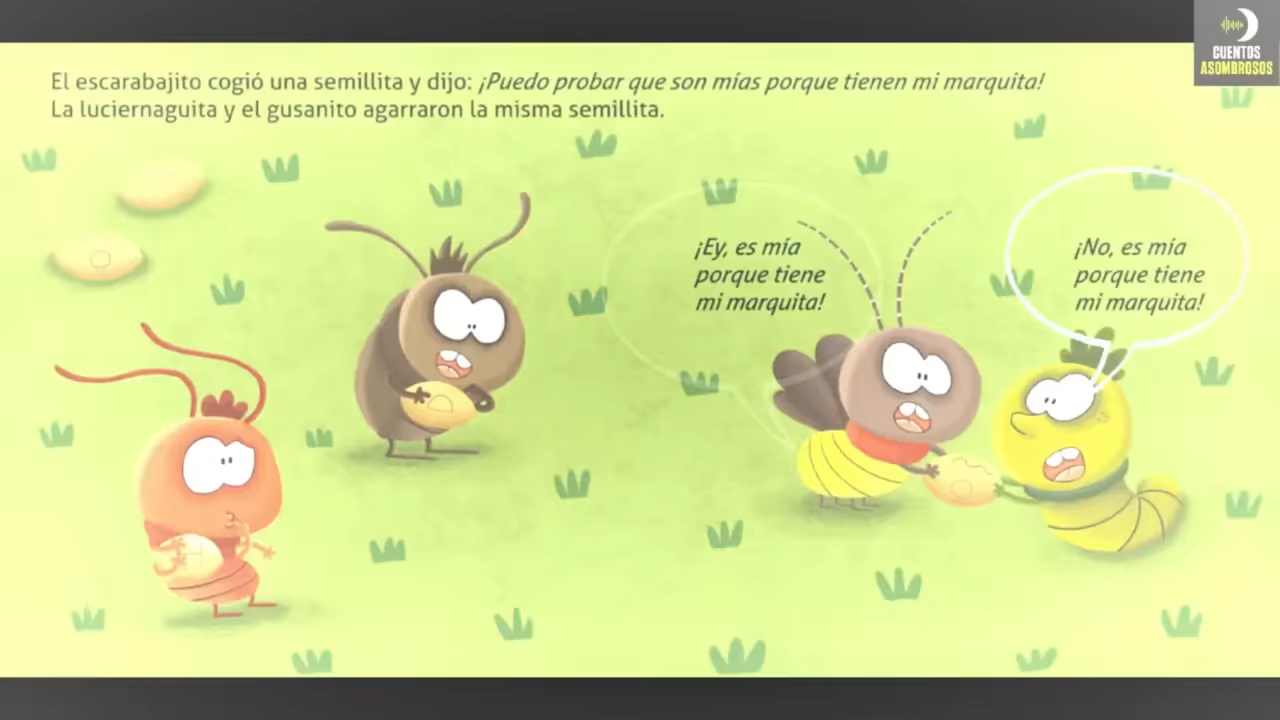 CUENTOS
ASOMBROSOS
El escarabajito cogió una semillita y dijo: ¡Puedo probar que son mías porque tienen mi marquita!
La luciernaguita y el gusanito agarraron la misma semillita.
¡Ey, es mía
porque tiene
mi marquita!
¡No, es mía
porque tiene
mi marquita!